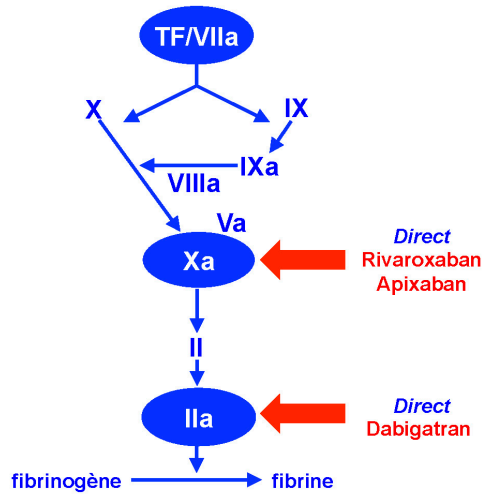 TF/VIIa
X
IX
VIIIa
IXa
Va
Xa
Direct
Rivaroxaban
Apixaban
II
IIa
Direct
Dabigatran
fibrinogène
fibrine